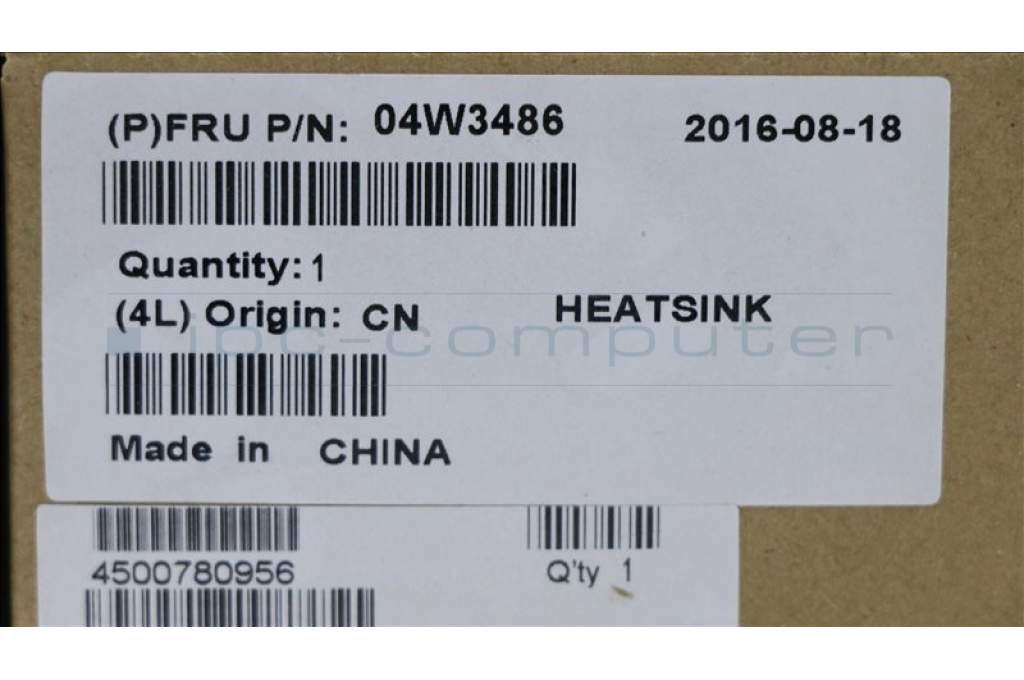 (P)FRU P/N: 04W3486 2016-08-18
Quantity: 1
(4L) Origin: CN HEATSINK
ipc-computer
Made in CHINA
4500780956 Q'ty 1